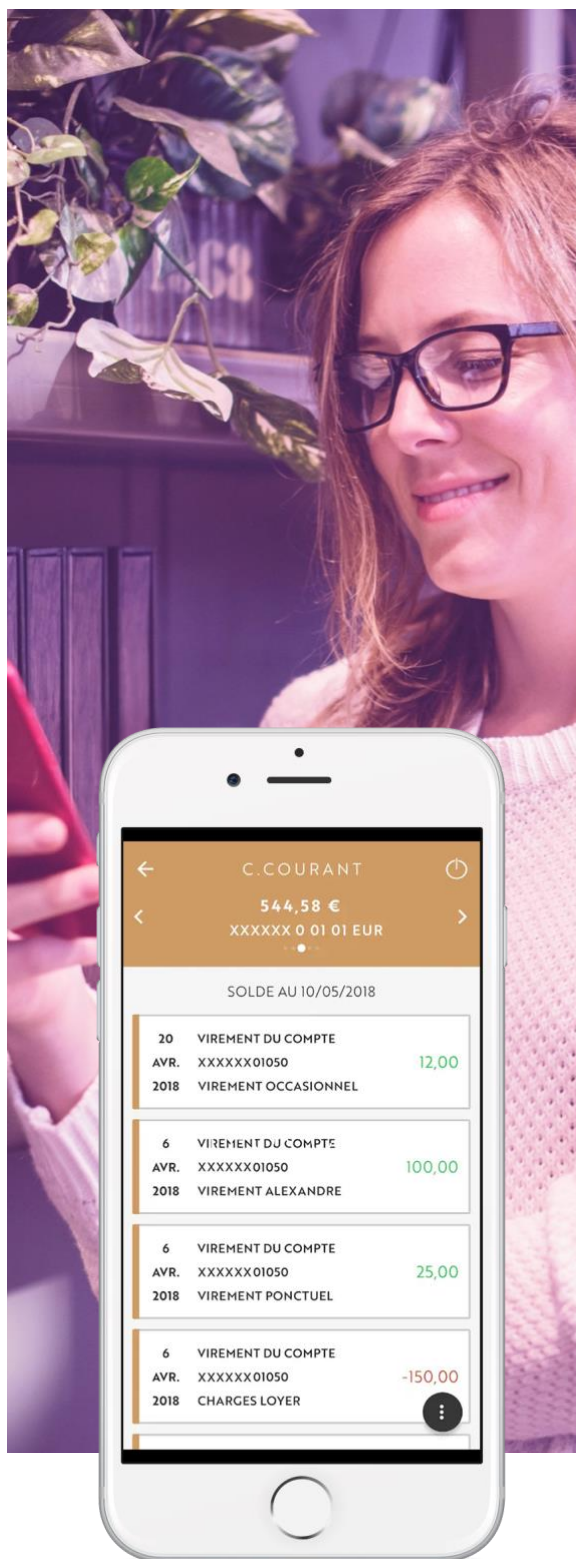 68
C.COURANT
544,58 €
XXXXXX 0 01 01 EUR
SOLDE AU 10/05/2018
20 VIREMENT DU COMPTE
AVR. XXXXXX01050 12,00
2018 VIREMENT OCCASIONNEL
6 VIREMENT DU COMPTE
AVR. XXXXXX01050 100,00
2018 VIREMENT ALEXANDRE
6 VIREMENT DU COMPTE
AVR. XXXXXX01050 25,00
2018 VIREMENT PONCTUEL
6 VIREMENT DU COMPTE
AVR. XXXXXX01050 -150,00
2018 CHARGES LOYER